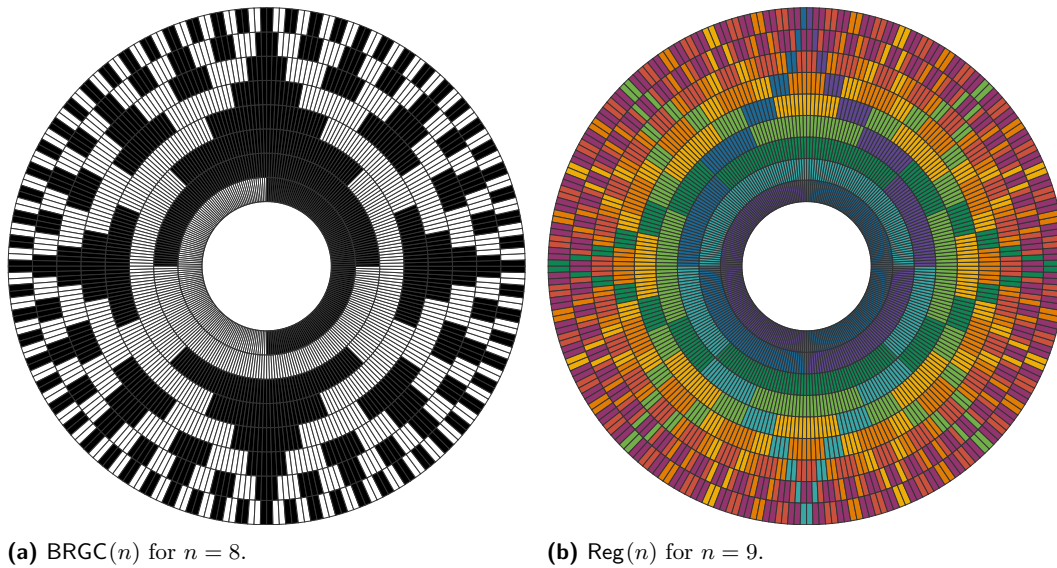 (a) BRGC(n) for n = 8.
(b) Reg(n) for n = 9.